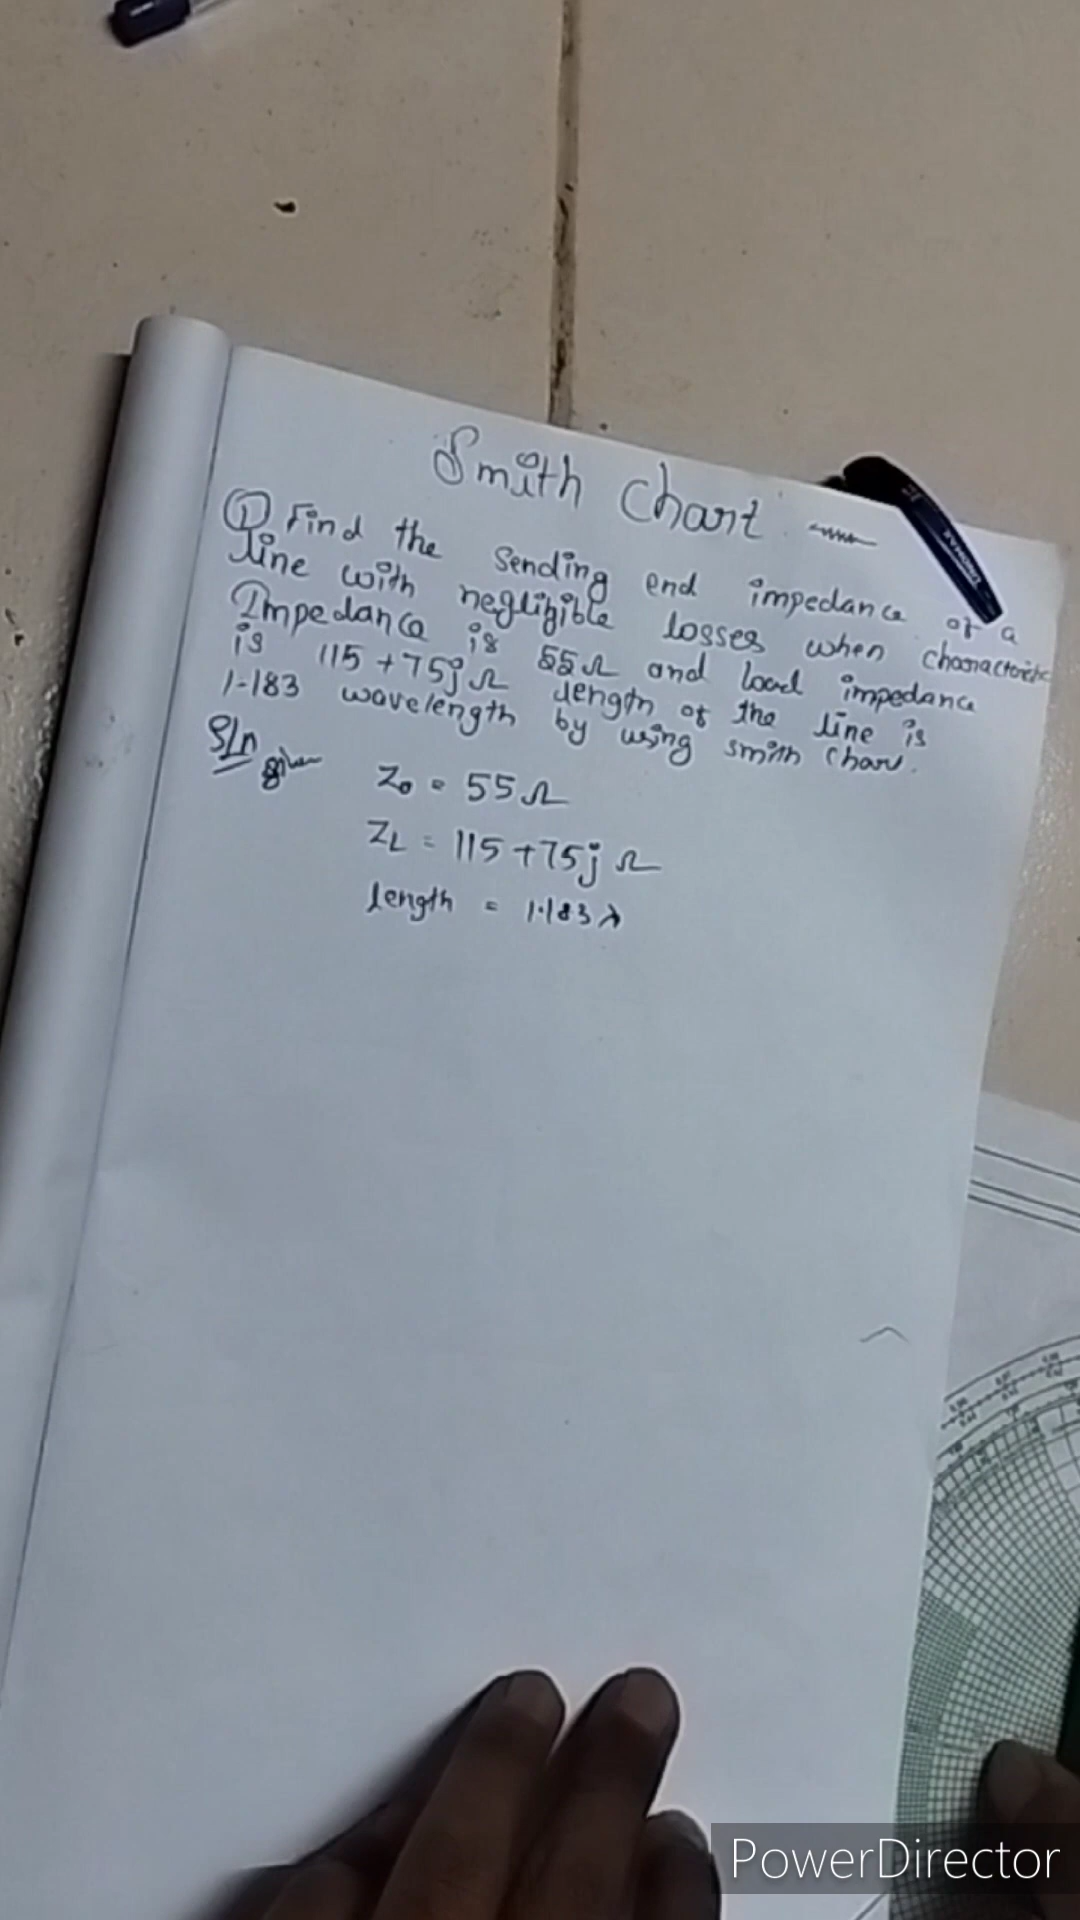 Smith Chart
① Find the sending end impedance of a
line with negligible losses when characteristic
Impedance is 55Ω and load impedance
is 115+75jΩ length of the line is
1.183 wavelength by using smith Chart.
Sln
given Z₀ = 55Ω
ZL = 115+75j Ω
length = 1.183λ
PowerDirector